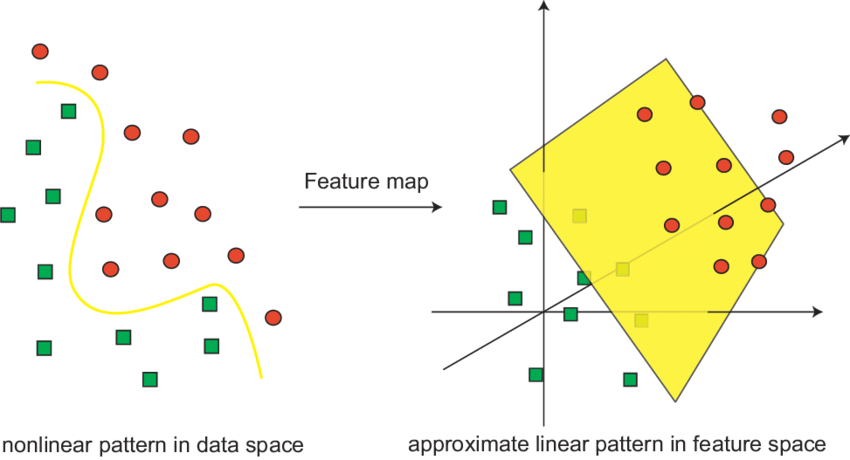 Feature map
nonlinear pattern in data space
approximate linear pattern in feature space